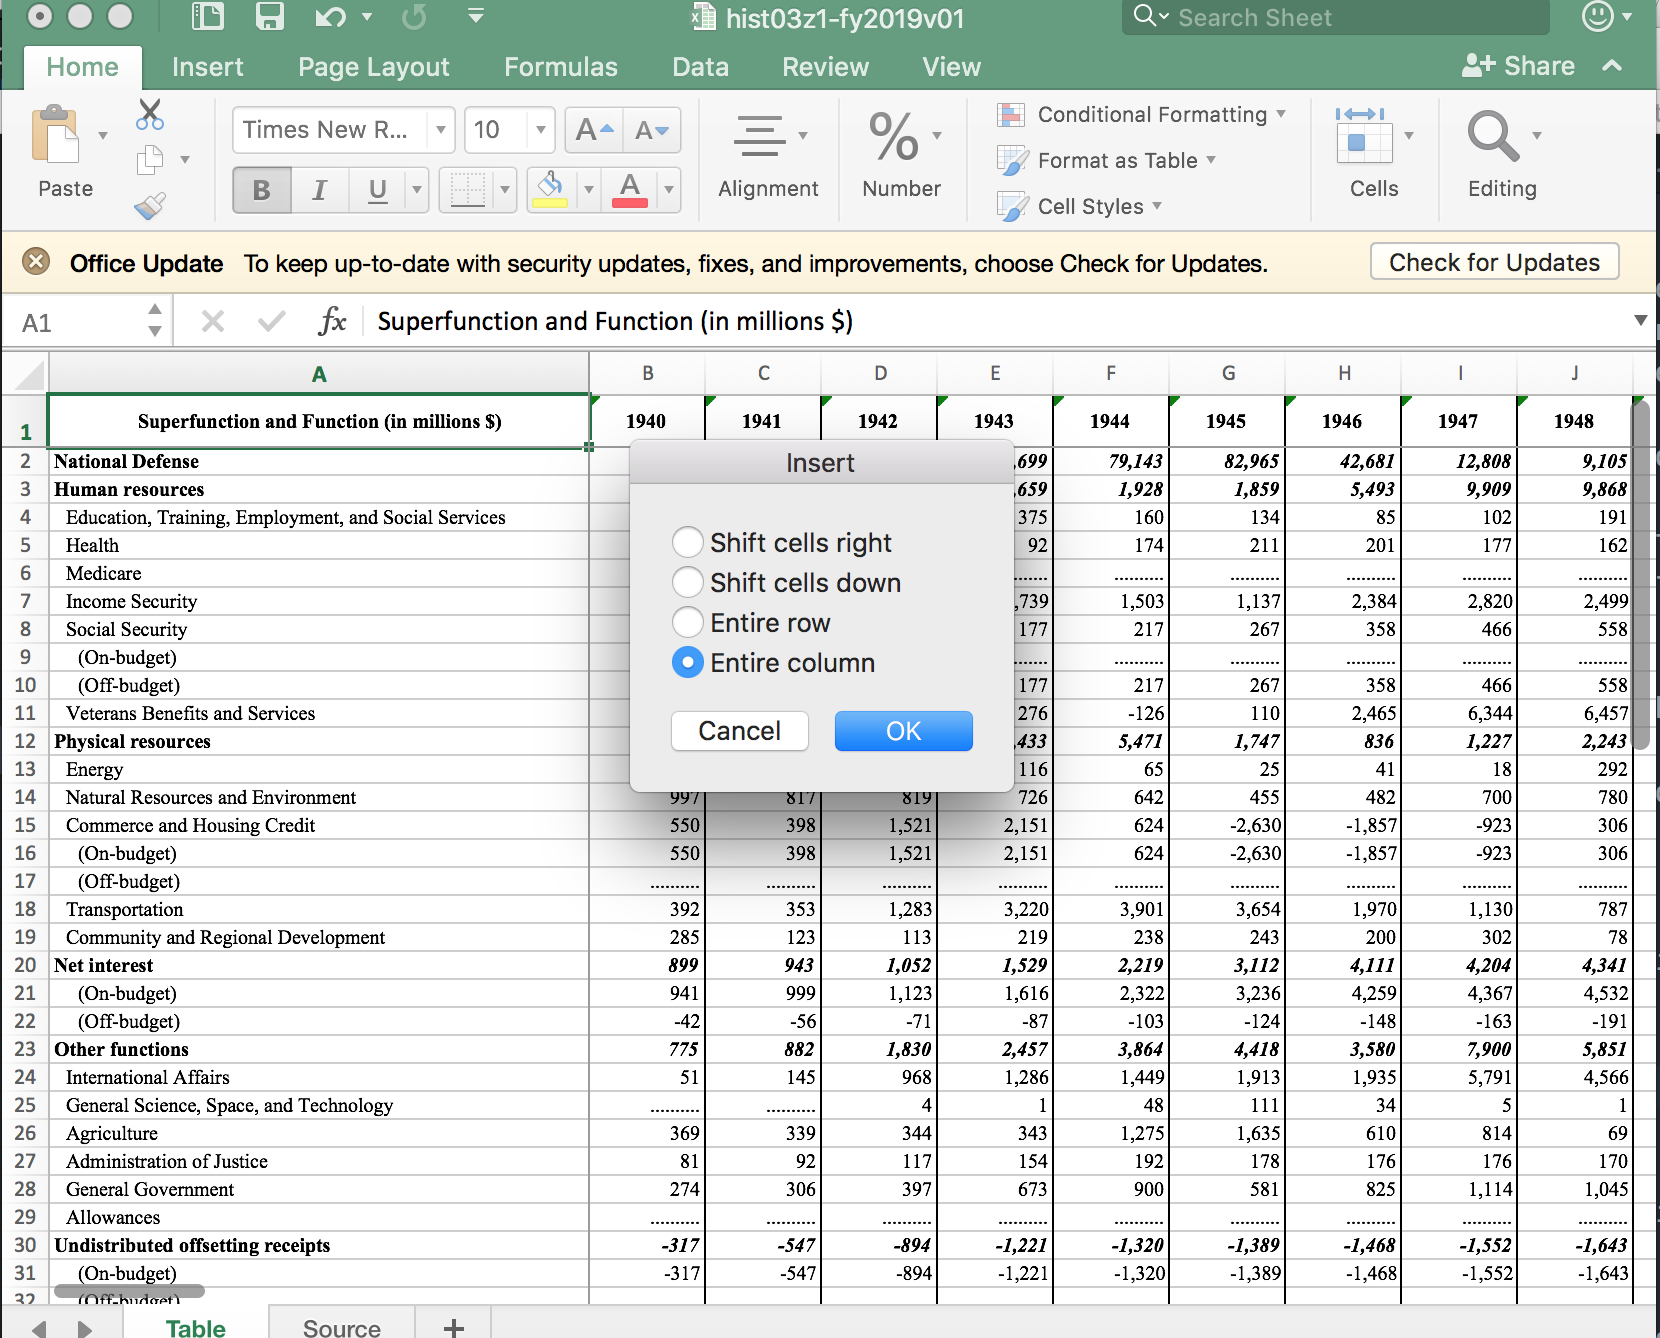 hist03z1-fy2019v01
Search Sheet
Home Insert Page Layout Formulas Data Review View Share
Times New R... 10 A A
Conditional Formatting
Format as Table
Cell Styles
B I U A
%
Paste Alignment Number Cells Editing
Office Update To keep up-to-date with security updates, fixes, and improvements, choose Check for Updates. Check for Updates
A1 fx Superfunction and Function (in millions $)
A B C D E F G H I J
1 Superfunction and Function (in millions $) 1940 1941 1942 1943 1944 1945 1946 1947 1948
2 National Defense ,699 79,143 82,965 42,681 12,808 9,105
3 Human resources ,659 1,928 1,859 5,493 9,909 9,868
4 Education, Training, Employment, and Social Services 375 160 134 85 102 191
5 Health 92 174 211 201 177 162
6 Medicare ....... .......... .......... .......... .......... ..........
7 Income Security ,739 1,503 1,137 2,384 2,820 2,499
8 Social Security 177 217 267 358 466 558
9 (On-budget) ....... .......... .......... .......... .......... ..........
10 (Off-budget) 177 217 267 358 466 558
11 Veterans Benefits and Services 276 -126 110 2,465 6,344 6,457
12 Physical resources ,433 5,471 1,747 836 1,227 2,243
13 Energy 116 65 25 41 18 292
14 Natural Resources and Environment 997 817 819 726 642 455 482 700 780
15 Commerce and Housing Credit 550 398 1,521 2,151 624 -2,630 -1,857 -923 306
16 (On-budget) 550 398 1,521 2,151 624 -2,630 -1,857 -923 306
17 (Off-budget) .......... .......... .......... .......... .......... .......... .......... .......... ..........
18 Transportation 392 353 1,283 3,220 3,901 3,654 1,970 1,130 787
19 Community and Regional Development 285 123 113 219 238 243 200 302 78
20 Net interest 899 943 1,052 1,529 2,219 3,112 4,111 4,204 4,341
21 (On-budget) 941 999 1,123 1,616 2,322 3,236 4,259 4,367 4,532
22 (Off-budget) -42 -56 -71 -87 -103 -124 -148 -163 -191
23 Other functions 775 882 1,830 2,457 3,864 4,418 3,580 7,900 5,851
24 International Affairs 51 145 968 1,286 1,449 1,913 1,935 5,791 4,566
25 General Science, Space, and Technology .......... .......... 4 1 48 111 34 5 1
26 Agriculture 369 339 344 343 1,275 1,635 610 814 69
27 Administration of Justice 81 92 117 154 192 178 176 176 170
28 General Government 274 306 397 673 900 581 825 1,114 1,045
29 Allowances .......... .......... .......... .......... .......... .......... .......... .......... ..........
30 Undistributed offsetting receipts -317 -547 -894 -1,221 -1,320 -1,389 -1,468 -1,552 -1,643
31 (On-budget) -317 -547 -894 -1,221 -1,320 -1,389 -1,468 -1,552 -1,643
32 (Off-budget)
Insert
Shift cells right
Shift cells down
Entire row
Entire column
Cancel OK
Table Source +